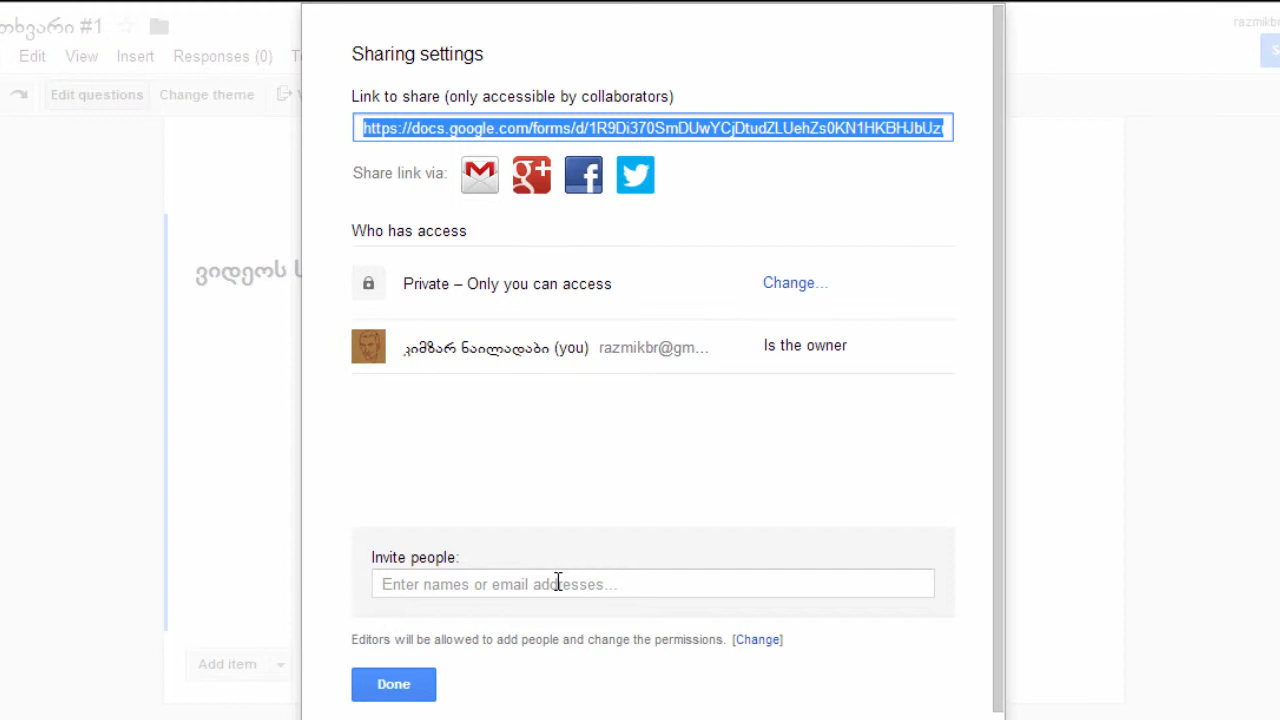 თხვარი #1
razmikbr
Edit View Insert Responses (0)
Edit questions Change theme
ვიდეოს
Add item
Sharing settings
Link to share (only accessible by collaborators)
https://docs.google.com/forms/d/1R9Di370SmDUwYCjDtudZLUehZs0KN1HKBHJbUz
Share link via:
Who has access
Private – Only you can access Change...
კიმზარ ნაილადაბი (you) razmikbr@gm... Is the owner
Invite people:
Enter names or email addresses...
Editors will be allowed to add people and change the permissions. [Change]
Done